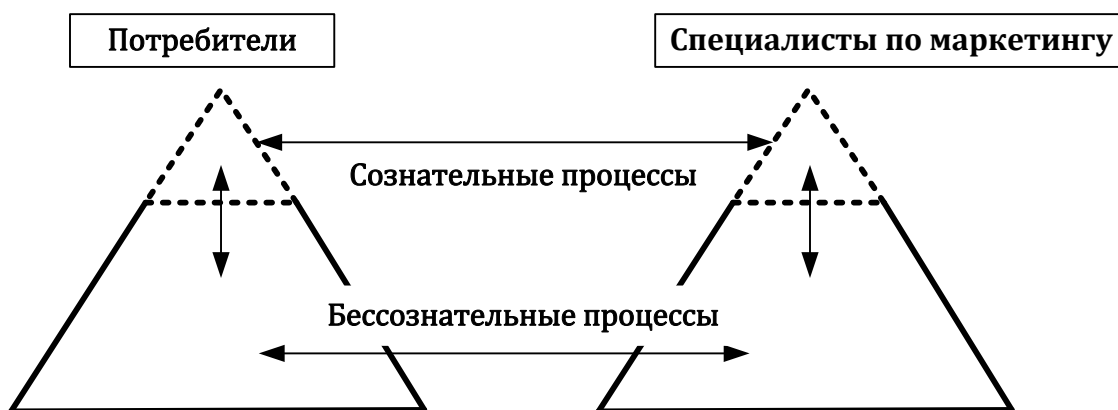 Потребители
Специалисты по маркетингу
Сознательные процессы
Бессознательные процессы